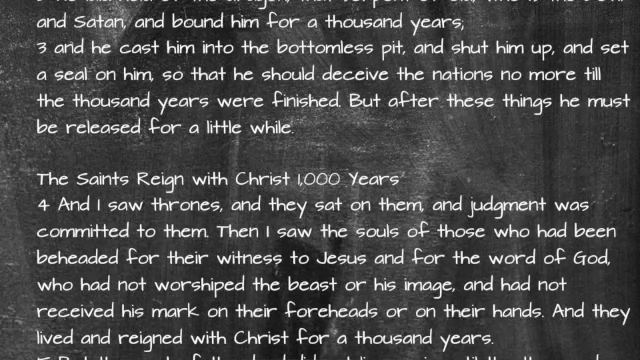 and Satan, and bound him for a thousand years;
3 and he cast him into the bottomless pit, and shut him up, and set
a seal on him, so that he should deceive the nations no more till
the thousand years were finished. But after these things he must
be released for a little while.
The Saints Reign with Christ 1,000 Years
4 And I saw thrones, and they sat on them, and judgment was
committed to them. Then I saw the souls of those who had been
beheaded for their witness to Jesus and for the word of God,
who had not worshiped the beast or his image, and had not
received his mark on their foreheads or on their hands. And they
lived and reigned with Christ for a thousand years.